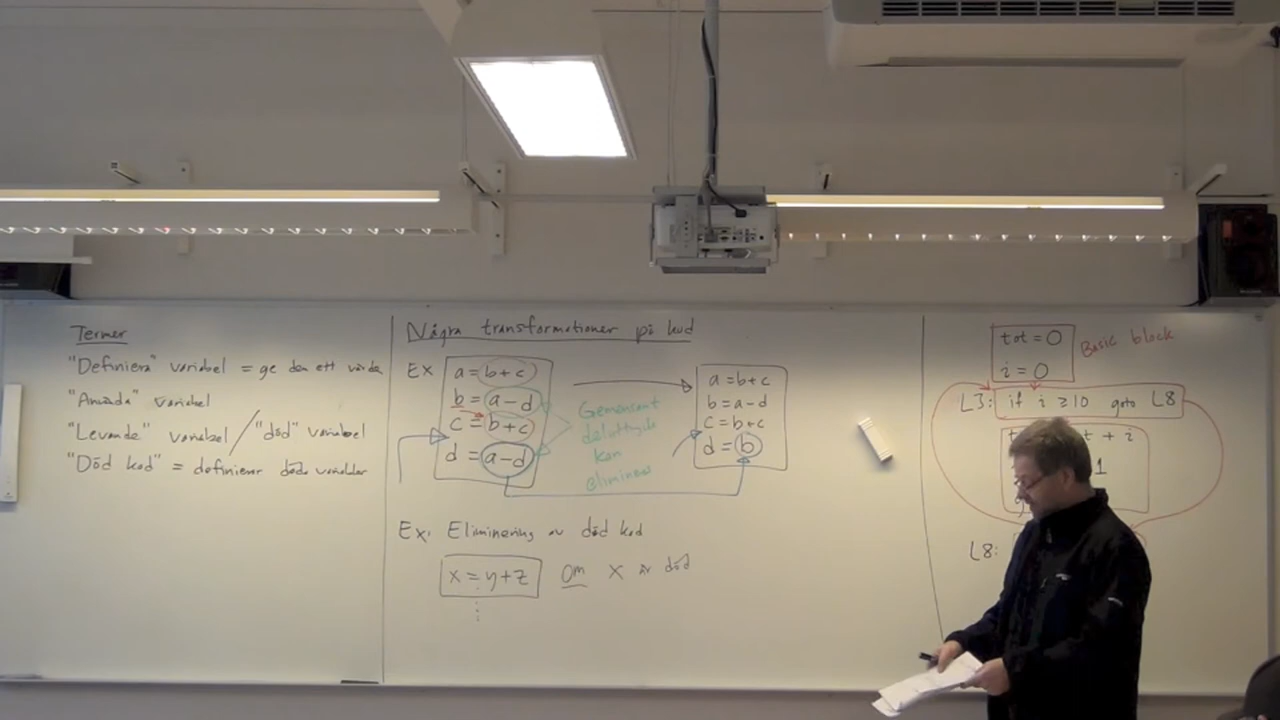 Termer
"Definiera" variabel = ge den ett värde
"Använda" variabel
"Levande" variabel / "död" variabel
"Död kod" = definierar döda variabler
Några transformationer på kod
EX
a = b+c
b = a-d
c = b+c
d = a-d
Gemensamt
deluttryck
kan
elimineras
a = b+c
b = a-d
c = b+c
d = b
Ex: Eliminering av död kod
x = y+z om x är död
tot = 0
i = 0
Basic block
L3: if i ≥ 10 goto L8
t + i
1
L8: